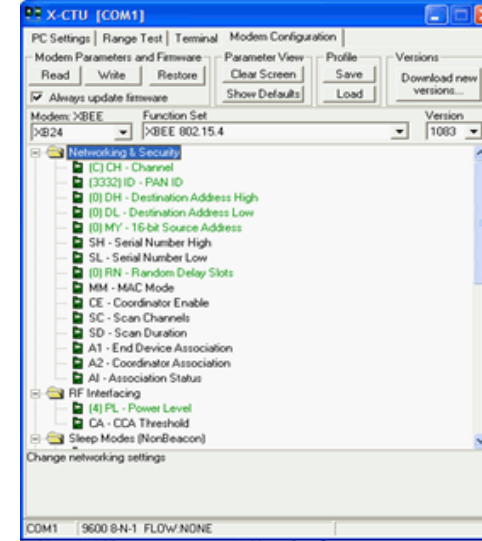 X-CTU [COM1]
PC Settings Range Test Terminal Modem Configuration
Modem Parameters and Firmware Parameter View Profile Versions
Read Write Restore Clear Screen Save Download new versions...
Always update firmware Show Defaults Load
Modem: XBEE Function Set Version
XB24 XBEE 802.15.4 1083
Networking & Security
(C) CH - Channel
(3332) ID - PAN ID
(0) DH - Destination Address High
(0) DL - Destination Address Low
(0) MY - 16-bit Source Address
SH - Serial Number High
SL - Serial Number Low
(0) RN - Random Delay Slots
MM - MAC Mode
CE - Coordinator Enable
SC - Scan Channels
SD - Scan Duration
A1 - End Device Association
A2 - Coordinator Association
AI - Association Status
RF Interfacing
(4) PL - Power Level
CA - CCA Threshold
Sleep Modes (NonBeacon)
Change networking settings
COM1 9600 8-N-1 FLOW:NONE